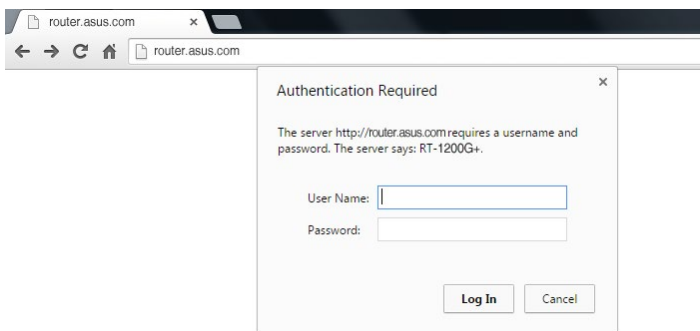 router.asus.com
router.asus.com
Authentication Required
The server http://router.asus.com requires a username and
password. The server says: RT-1200G+.
User Name:
Password:
Log In Cancel